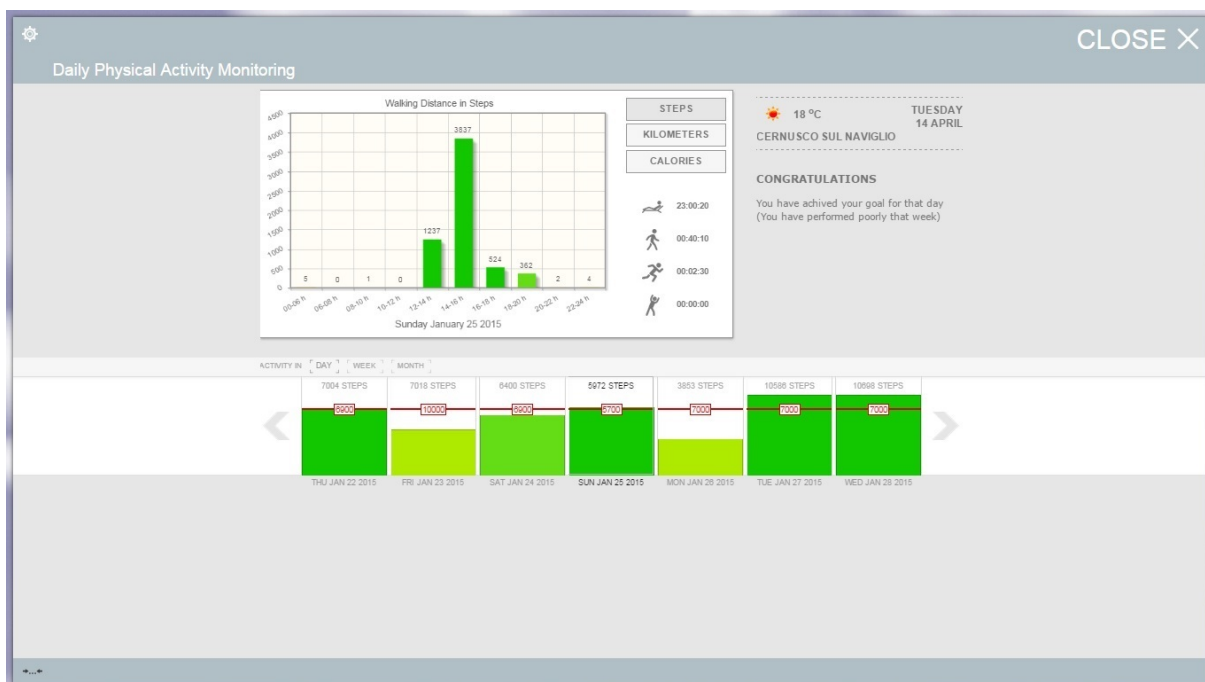 CLOSE
Daily Physical Activity Monitoring
Walking Distance in Steps
4500
4000
3500
3000
2500
2000
1500
1000
500
0
5
0
1
0
1237
3837
524
362
2
4
00-06 h
06-08 h
08-10 h
10-12 h
12-14 h
14-16 h
16-18 h
18-20 h
20-22 h
22-24 h
Sunday January 25 2015
STEPS
KILOMETERS
CALORIES
23:00:20
00:40:10
00:02:30
00:00:00
18 °C
TUESDAY
14 APRIL
CERNUSCO SUL NAVIGLIO
CONGRATULATIONS
You have achived your goal for that day
(You have performed poorly that week)
ACTIVITY IN DAY WEEK MONTH
7004 STEPS
7018 STEPS
6400 STEPS
5972 STEPS
3853 STEPS
10586 STEPS
10698 STEPS
6900
10000
6900
5700
7000
7000
7000
THU JAN 22 2015
FRI JAN 23 2015
SAT JAN 24 2015
SUN JAN 25 2015
MON JAN 26 2015
TUE JAN 27 2015
WED JAN 28 2015